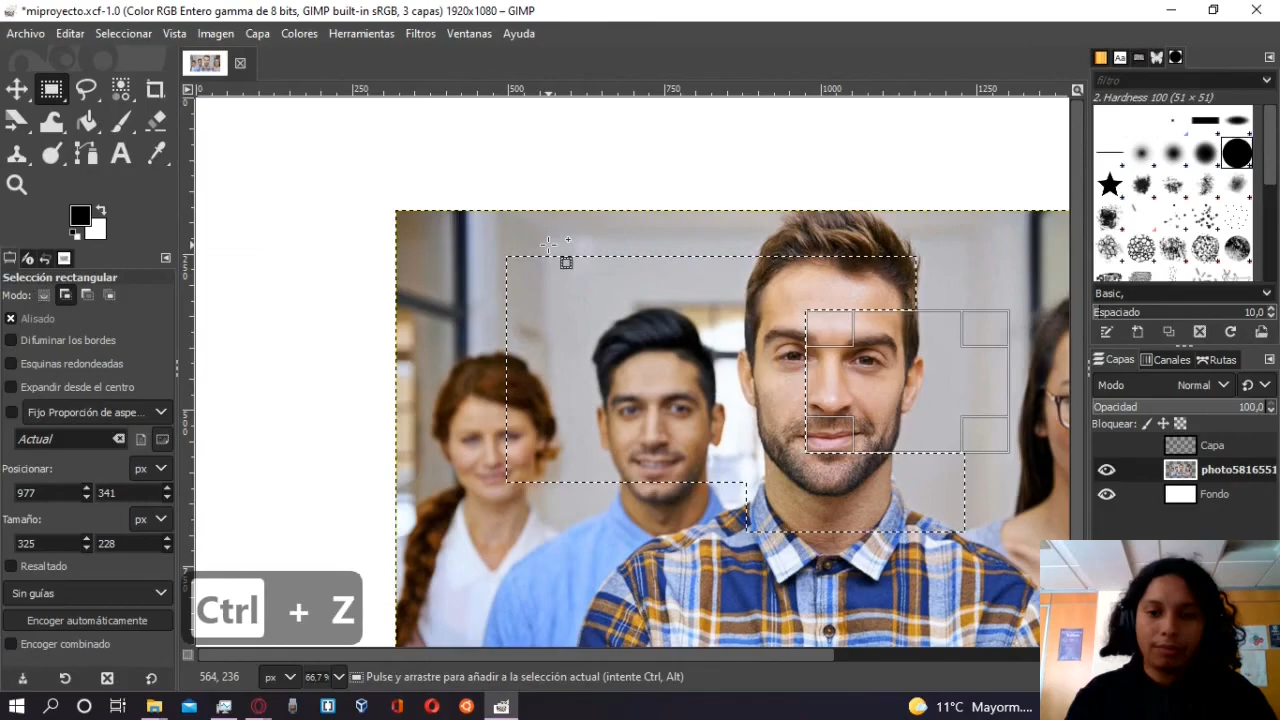 *miproyecto.xcf-1.0 (Color RGB Entero gamma de 8 bits, GIMP built-in sRGB, 3 capas) 1920x1080 – GIMP
Archivo Editar Seleccionar Vista Imagen Capa Colores Herramientas Filtros Ventanas Ayuda
filtro
0 250 500 750 1000 1250
2. Hardness 100 (51 × 51)
Selección rectangular
Modo:
Alisado
Difuminar los bordes
Esquinas redondeadas
Expandir desde el centro
Fijo Proporción de aspe...
Actual
Posicionar: px
977 341
Tamaño: px
325 228
Resaltado
Sin guías
Encoger automáticamente
Encoger combinado
Basic,
Espaciado 10,0
Capas Canales Rutas
Modo Normal
Opacidad 100,0
Bloquear:
Capa
photo5816551
Fondo
Ctrl + Z
564, 236 px 66,7 % Pulse y arrastre para añadir a la selección actual (intente Ctrl, Alt)
11°C Mayorm....